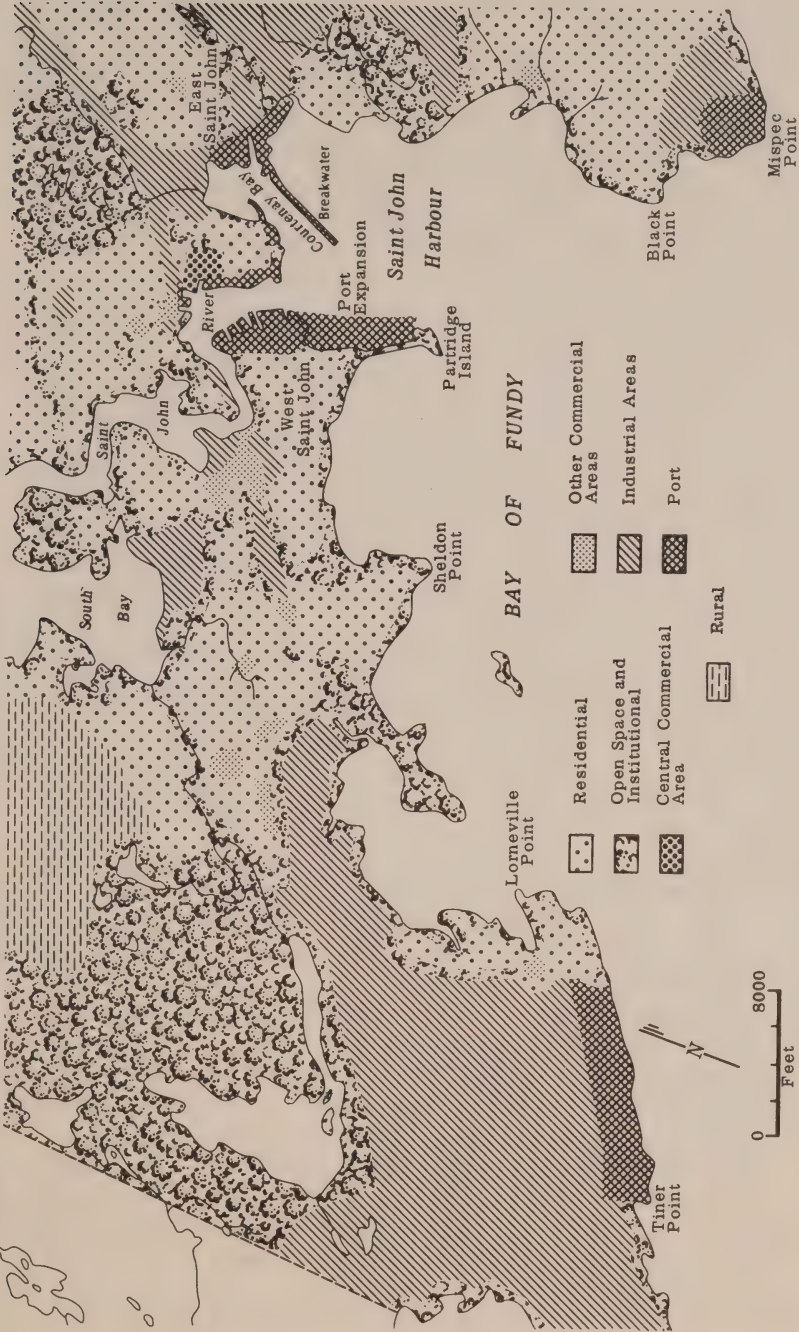 South
Bay
Saint
John
River
East
Saint John
Courtenay Bay
Breakwater
West
Saint John
Port
Expansion
Saint John
Harbour
Partridge
Island
Black
Point
Mispec
Point
Sheldon
Point
BAY OF FUNDY
Lorneville
Point
Tiner
Point
Residential
Open Space and
Institutional
Central Commercial
Area
Other Commercial
Areas
Industrial Areas
Port
Rural
0 8000
Feet
N